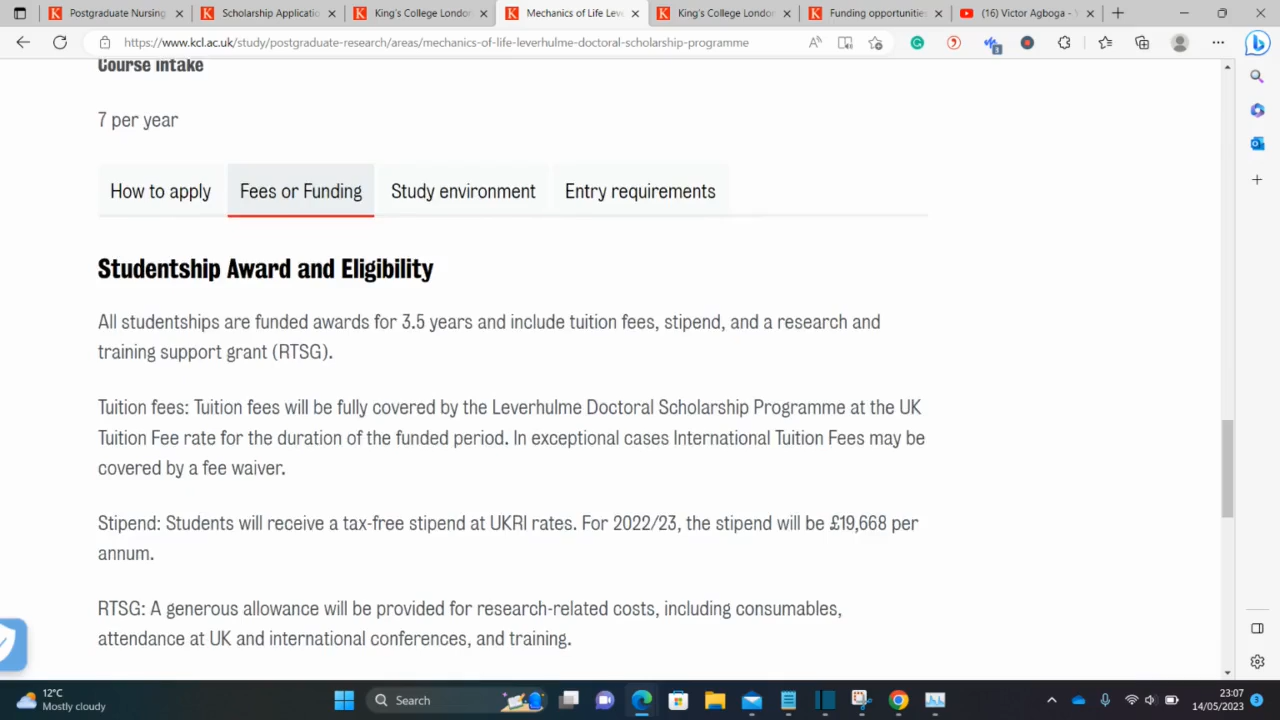 Postgraduate Nursing
Scholarship Applicatio
King's College London
Mechanics of Life Leve
King's College London
Funding opportunities
(16) Victor Agboga - Y
https://www.kcl.ac.uk/study/postgraduate-research/areas/mechanics-of-life-leverhulme-doctoral-scholarship-programme
Course intake
7 per year
How to apply
Fees or Funding
Study environment
Entry requirements
Studentship Award and Eligibility
All studentships are funded awards for 3.5 years and include tuition fees, stipend, and a research and
training support grant (RTSG).
Tuition fees: Tuition fees will be fully covered by the Leverhulme Doctoral Scholarship Programme at the UK
Tuition Fee rate for the duration of the funded period. In exceptional cases International Tuition Fees may be
covered by a fee waiver.
Stipend: Students will receive a tax-free stipend at UKRI rates. For 2022/23, the stipend will be £19,668 per
annum.
RTSG: A generous allowance will be provided for research-related costs, including consumables,
attendance at UK and international conferences, and training.
12°C
Mostly cloudy
Search
23:07
14/05/2023